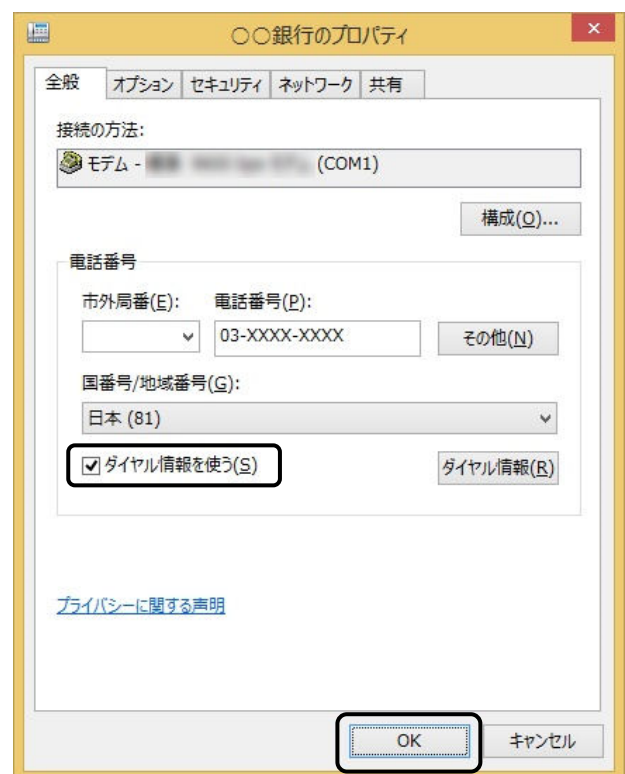 ○○銀行のプロパティ
全般 オプション セキュリティ ネットワーク 共有
接続の方法:
モデム - (COM1)
構成(O)...
電話番号
市外局番(E): 電話番号(P):
03-XXXX-XXXX その他(N)
国番号/地域番号(G):
日本 (81)
ダイヤル情報を使う(S) ダイヤル情報(R)
プライバシーに関する声明
OK キャンセル